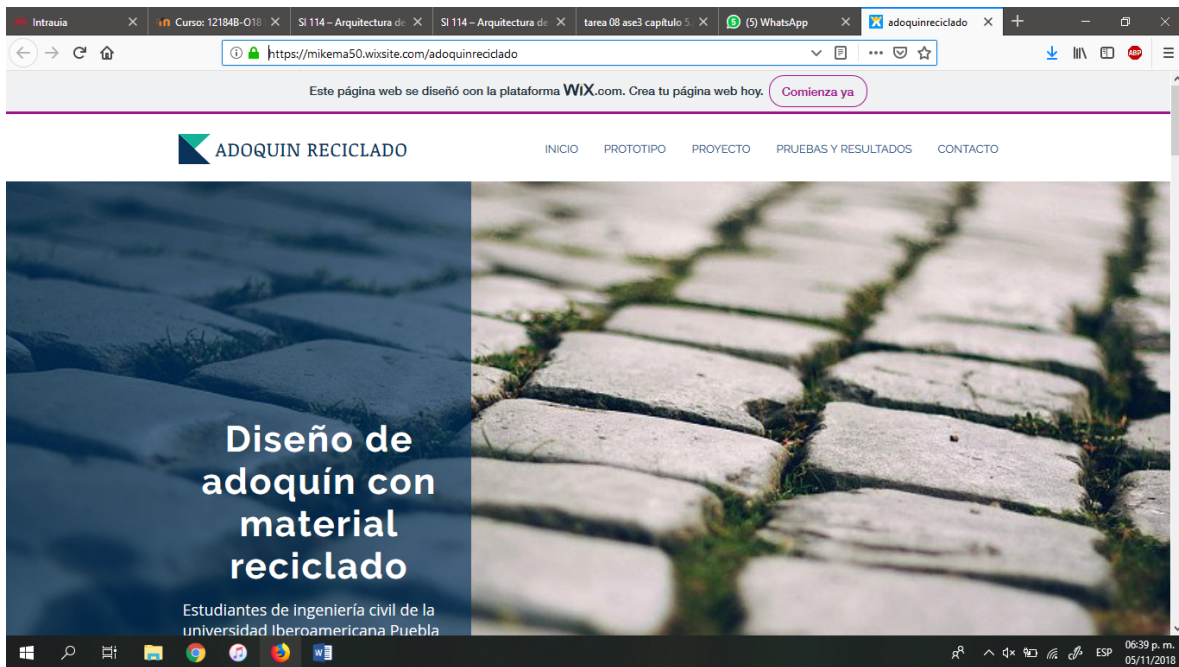 Intrauia
Curso: 12184B-O18
SI 114 – Arquitectura de
SI 114 – Arquitectura de
tarea 08 ase3 capítulo 5.
(5) WhatsApp
adoquinreciclado
https://mikema50.wixsite.com/adoquinreciclado
ABP
Este página web se diseñó con la plataforma WiX.com. Crea tu página web hoy.
Comienza ya
ADOQUIN RECICLADO
INICIO PROTOTIPO PROYECTO PRUEBAS Y RESULTADOS CONTACTO
Diseño de
adoquín con
material
reciclado
Estudiantes de ingeniería civil de la
universidad Iberoamericana Puebla
ESP
06:39 p. m.
05/11/2018